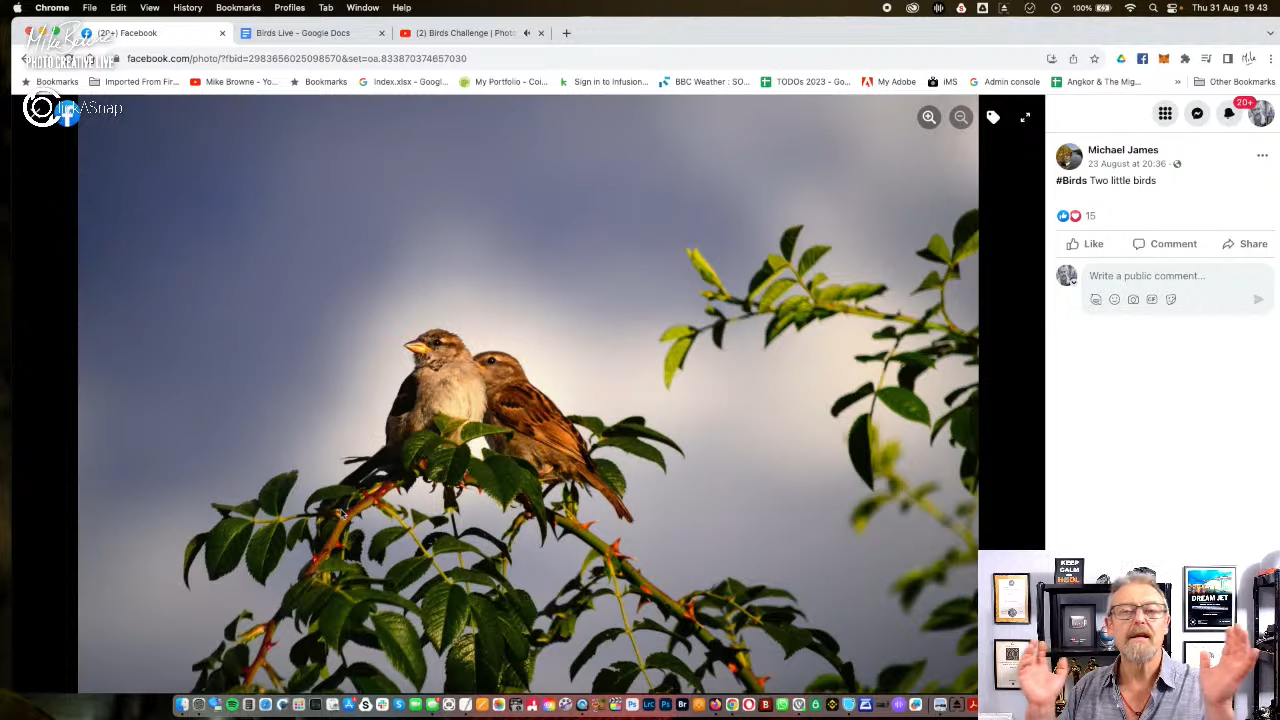 Chrome File Edit View History Bookmarks Profiles Tab Window Help
100% Thu 31 Aug 19 43
(20+) Facebook
Birds Live - Google Docs
(2) Birds Challenge | Phot
facebook.com/photo/?fbid=2983656025098570&set=oa.833870374657030
Bookmarks
Imported From Fir...
Mike Browne - You...
Bookmarks
Index.xlsx - Googl...
My Portfolio - Coi...
Sign in to Infusion...
BBC Weather : SO...
TODOs 2023 - Goo...
My Adobe
iMS
Admin console
Angkor & The Mig...
Other Bookmarks
PHOTO CREATIVE LIVE
20+
Michael James
23 August at 20:36
#Birds Two little birds
15
Like
Comment
Share
Write a public comment...
KEEP
CALM
DREAM JET